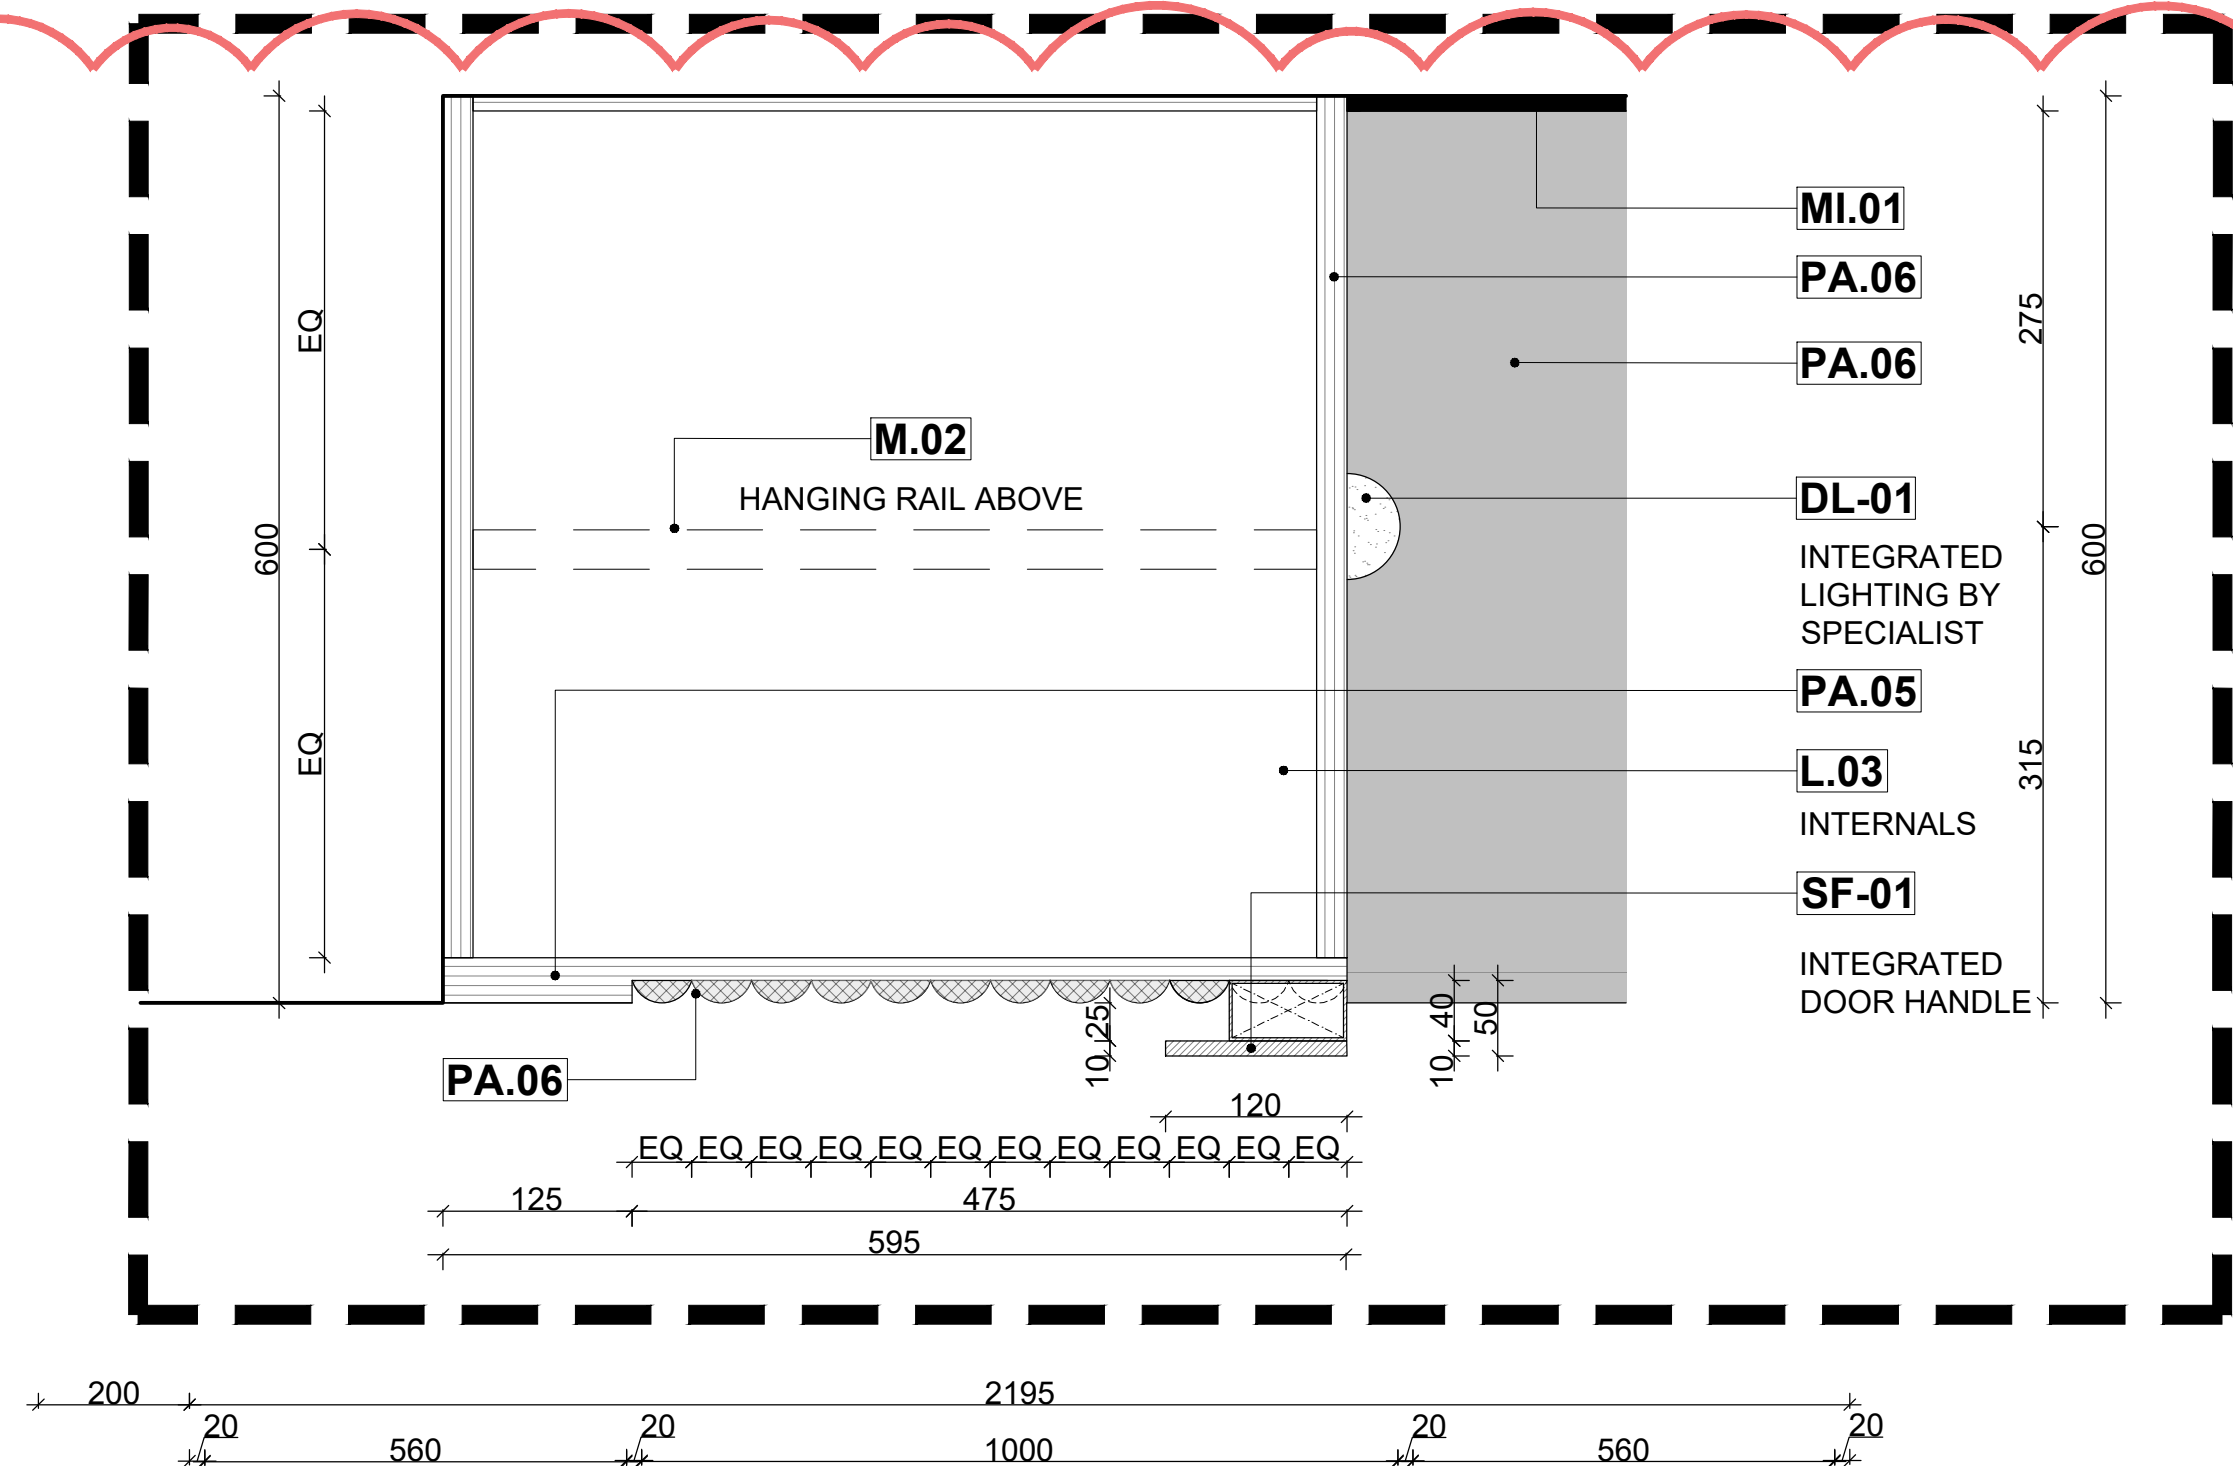 MI.01
PA.06
275
EQ
PA.06
M.02
HANGING RAIL ABOVE
DL-01
600
600
INTEGRATED
LIGHTING BY
SPECIALIST
PA.05
EQ
315
L.03
INTERNALS
SF-01
INTEGRATED
DOOR HANDLE
25
40
50
10
10
PA.06
120
EQ EQ EQ EQ EQ EQ EQ EQ EQ EQ EQ EQ
125 475
595
200 2195
20 20 20 20
560 1000 560